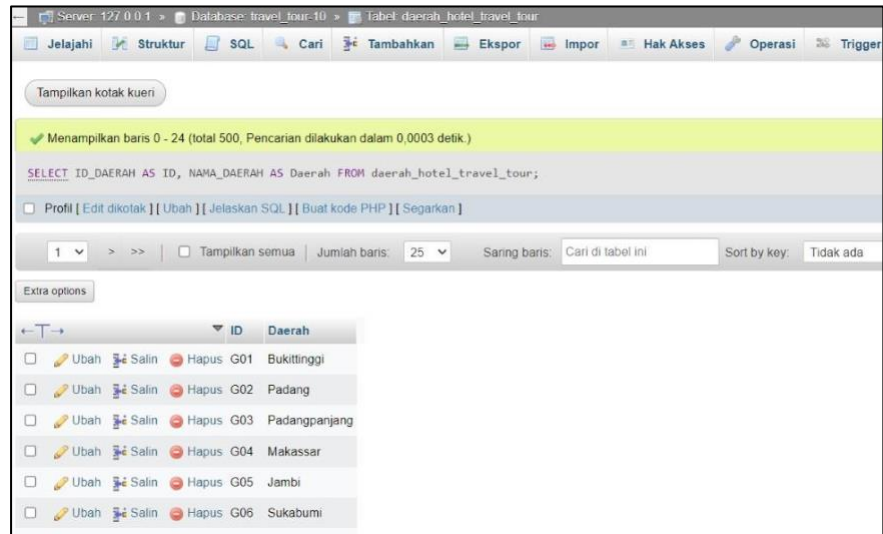 Server: 127.0.0.1 » Database: travel_tour-10 » Tabel: daerah_hotel_travel_tour
Jelajahi Struktur SQL Cari Tambahkan Ekspor Impor Hak Akses Operasi Trigger
Tampilkan kotak kueri
Menampilkan baris 0 - 24 (total 500, Pencarian dilakukan dalam 0,0003 detik.)
SELECT ID_DAERAH AS ID, NAMA_DAERAH AS Daerah FROM daerah_hotel_travel_tour;
Profil [ Edit dikotak ] [ Ubah ] [ Jelaskan SQL ] [ Buat kode PHP ] [ Segarkan ]
1 > >> Tampilkan semua Jumlah baris: 25 Saring baris: Cari di tabel ini Sort by key: Tidak ada
Extra options
←T→ ID Daerah
Ubah Salin Hapus G01 Bukittinggi
Ubah Salin Hapus G02 Padang
Ubah Salin Hapus G03 Padangpanjang
Ubah Salin Hapus G04 Makassar
Ubah Salin Hapus G05 Jambi
Ubah Salin Hapus G06 Sukabumi